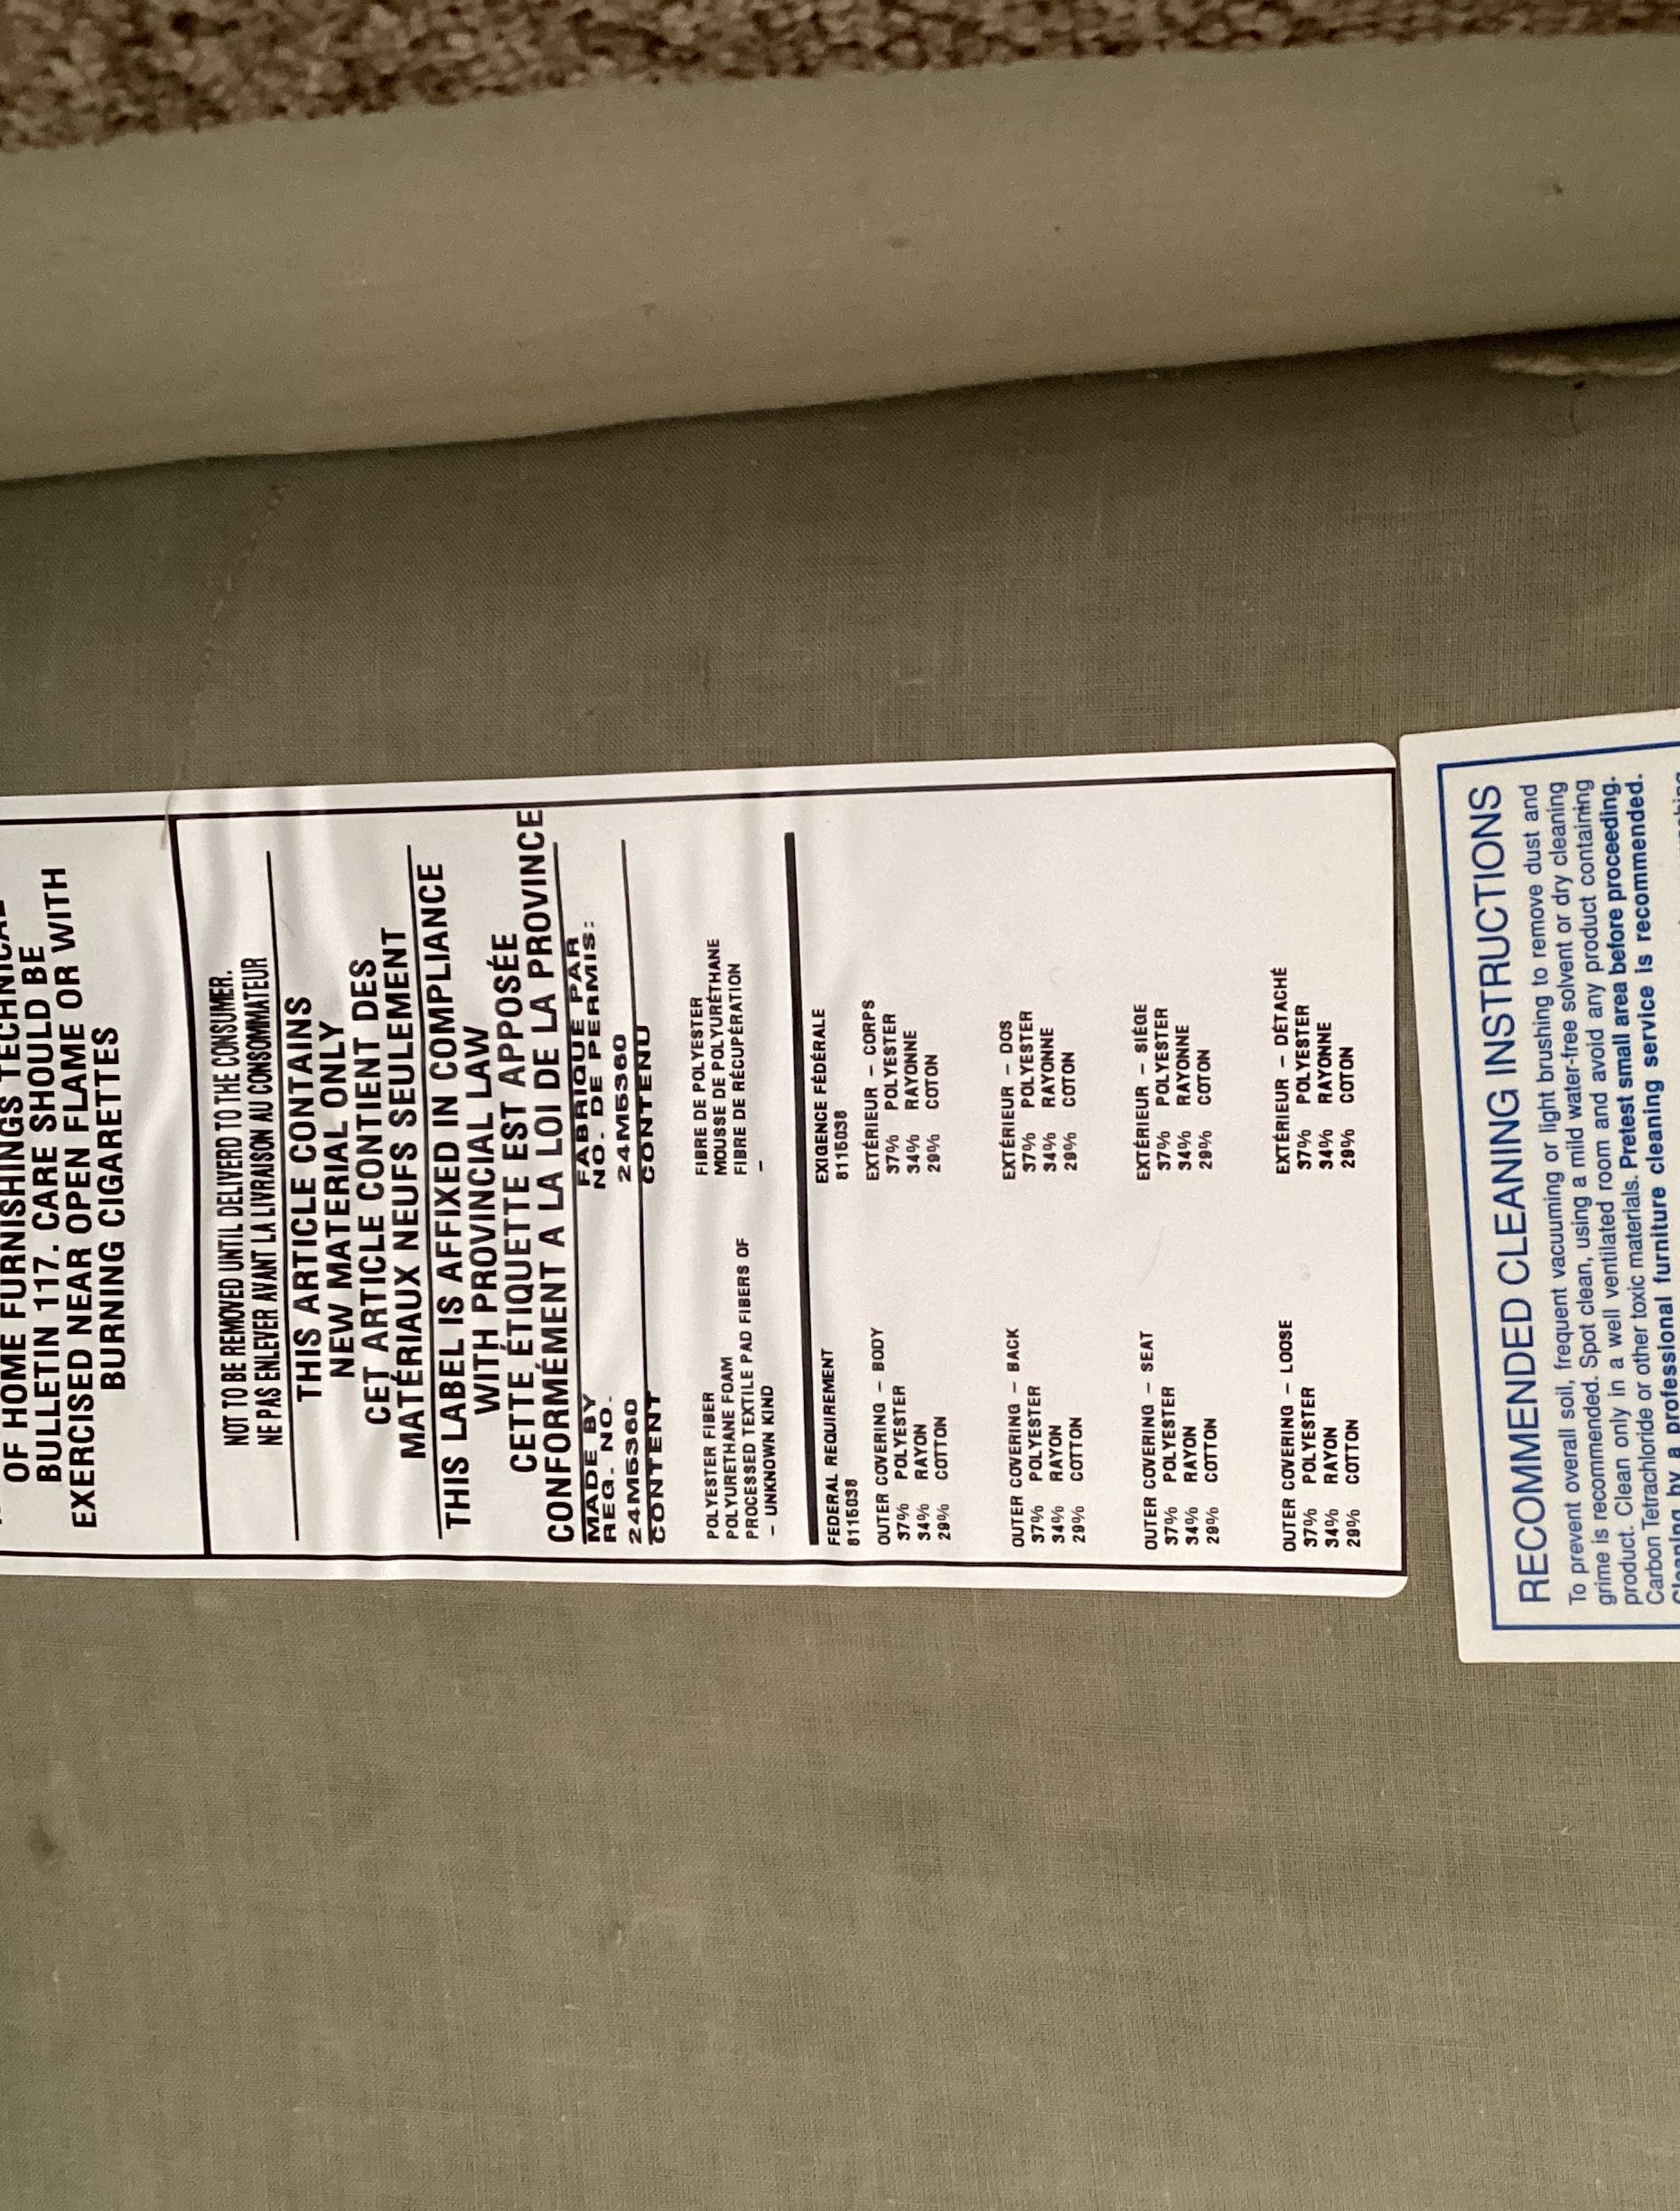 OF HOME FURNISHINGS
BULLETIN 117. CARE SHOULD BE
EXERCISED NEAR OPEN FLAME OR WITH
BURNING CIGARETTES
NOT TO BE REMOVED UNTIL DELIVERD TO THE CONSUMER.
NE PAS ENLEVER AVANT LA LIVRAISON AU CONSOMMATEUR
THIS ARTICLE CONTAINS
NEW MATERIAL ONLY
CET ARTICLE CONTIENT DES
MATÉRIAUX NEUFS SEULEMENT
THIS LABEL IS AFFIXED IN COMPLIANCE
WITH PROVINCIAL LAW
CETTE ÉTIQUETTE EST APPOSÉE
CONFORMÉMENT A LA LOI DE LA PROVINCE
MADE BY
REG. NO.
24M5360
CONTENT
FABRIQUE PAR
NO. DE PERMIS:
24M5360
CONTENU
POLYESTER FIBER
POLYURETHANE FOAM
PROCESSED TEXTILE PAD FIBERS OF
– UNKNOWN KIND
FIBRE DE POLYESTER
MOUSSE DE POLYURÉTHANE
FIBRE DE RÉCUPÉRATION
–
FEDERAL REQUIREMENT
8115038
OUTER COVERING – BODY
37% POLYESTER
34% RAYON
29% COTTON
OUTER COVERING – BACK
37% POLYESTER
34% RAYON
29% COTTON
OUTER COVERING – SEAT
37% POLYESTER
34% RAYON
29% COTTON
OUTER COVERING – LOOSE
37% POLYESTER
34% RAYON
29% COTTON
EXIGENCE FÉDÉRALE
8115038
EXTÉRIEUR – CORPS
37% POLYESTER
34% RAYONNE
29% COTON
EXTÉRIEUR – DOS
37% POLYESTER
34% RAYONNE
29% COTON
EXTÉRIEUR – SIÉGE
37% POLYESTER
34% RAYONNE
29% COTON
EXTÉRIEUR – DÉTACHÉ
37% POLYESTER
34% RAYONNE
29% COTON
RECOMMENDED CLEANING INSTRUCTIONS
To prevent overall soil, frequent vacuuming or light brushing to remove dust and
grime is recommended. Spot clean, using a mild water-free solvent or dry cleaning
product. Clean only in a well ventilated room and avoid any product containing
Carbon Tetrachloride or other toxic materials. Pretest small area before proceeding.
Cleaning by a professional furniture cleaning service is recommended.